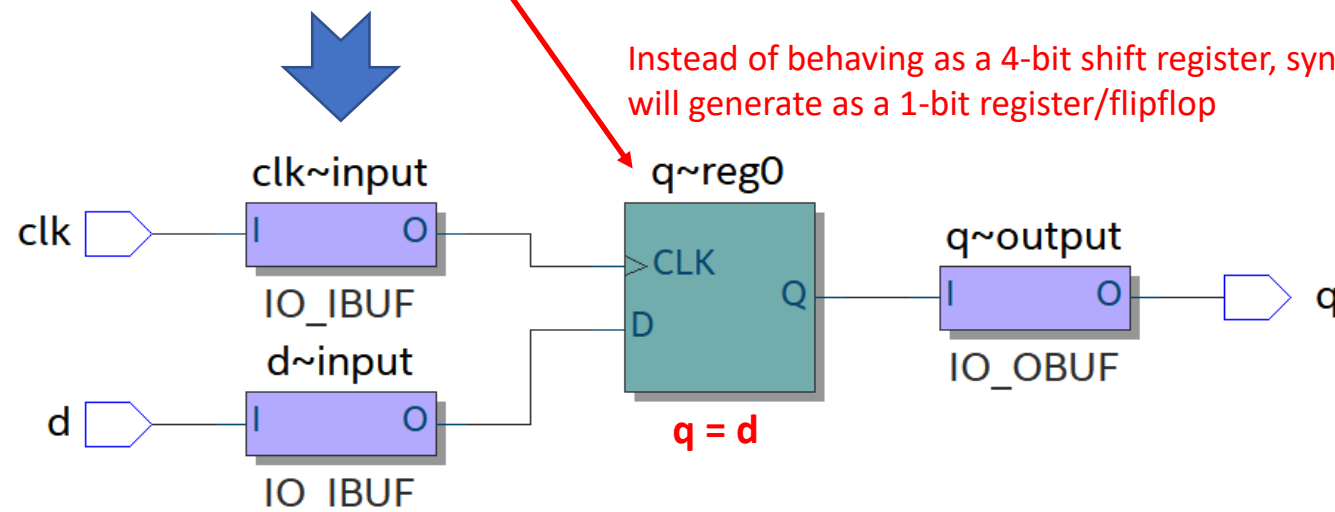 Instead of behaving as a 4-bit shift register, syn
will generate as a 1-bit register/flipflop
clk~input
q~reg0
clk
I O
CLK
q~output
IO_IBUF
Q
I O
q
d~input
D
IO_OBUF
d
I O
q = d
IO_IBUF